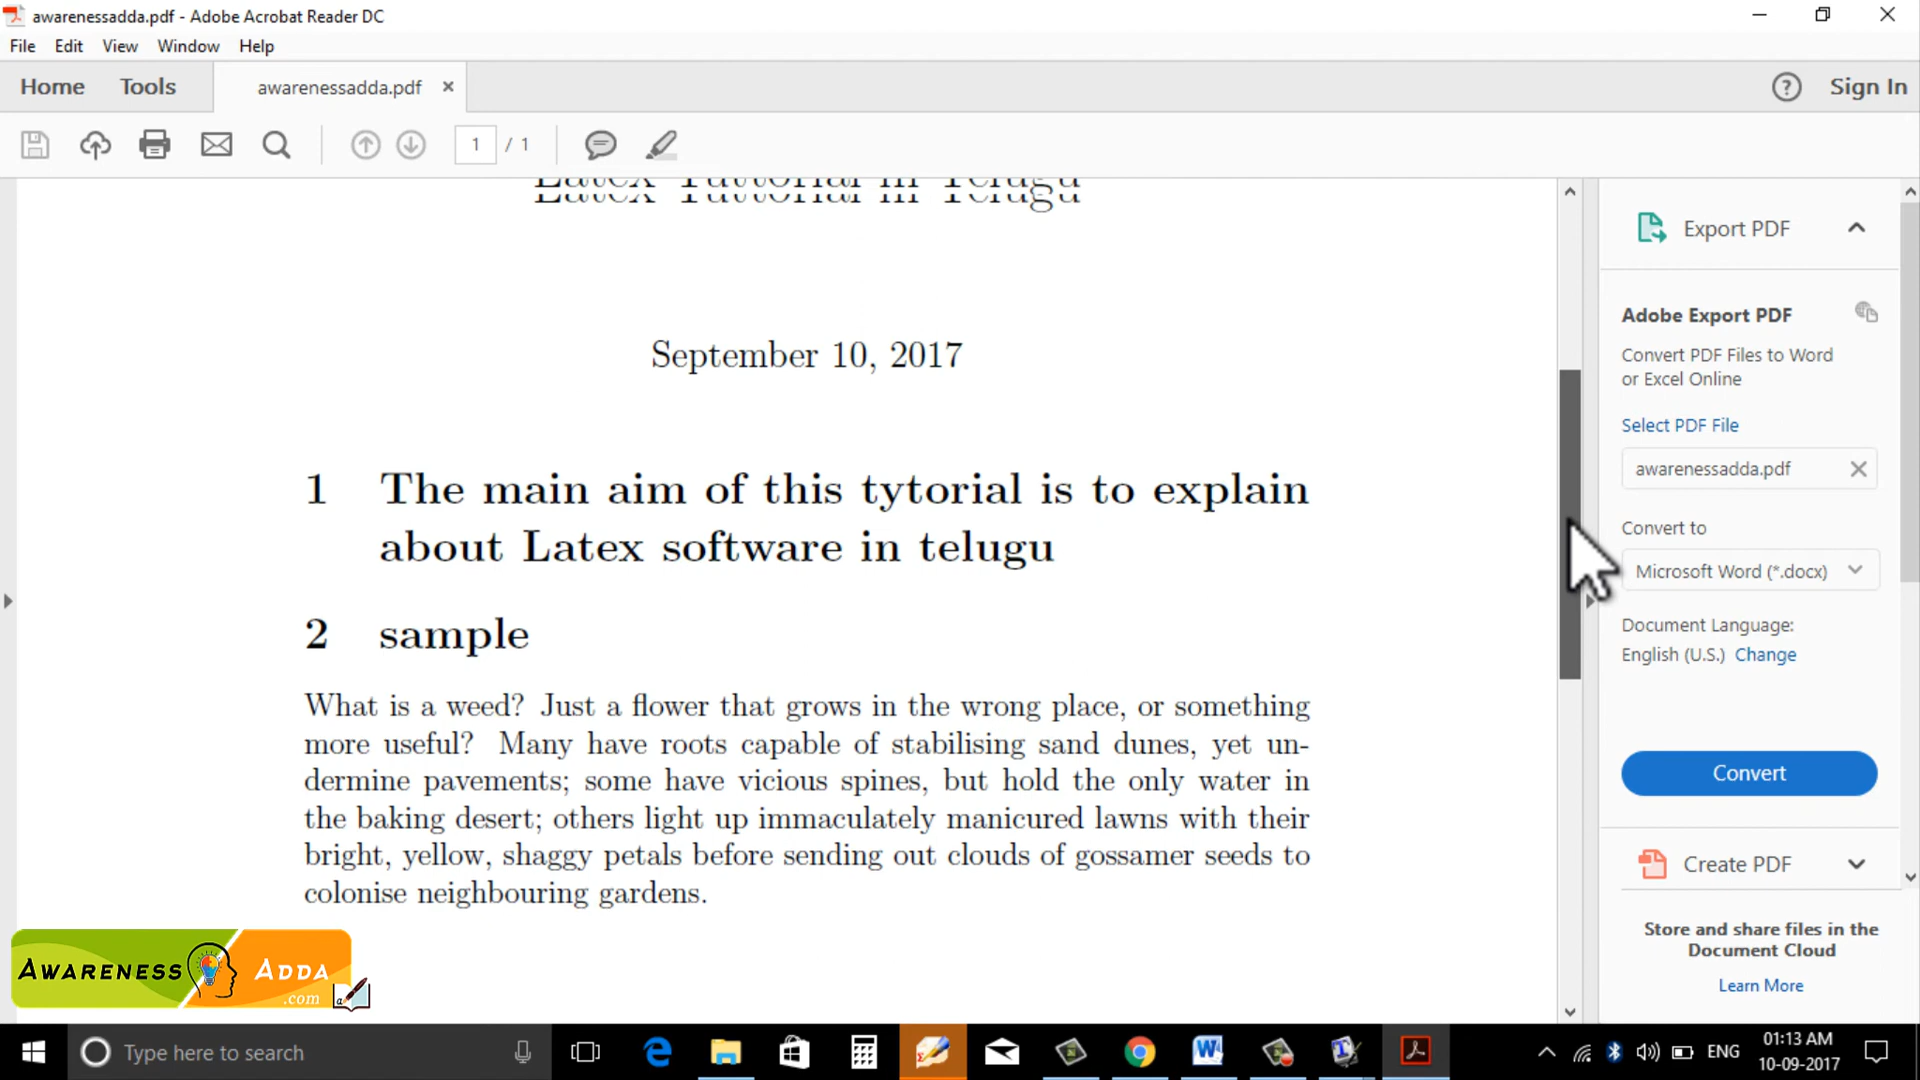 awarenessadda.pdf - Adobe Acrobat Reader DC
File Edit View Window Help
Home Tools awarenessadda.pdf × ? Sign In
1 / 1
Latex Tuttorial in Telugu
September 10, 2017
1 The main aim of this tytorial is to explain
about Latex software in telugu
2 sample
What is a weed? Just a flower that grows in the wrong place, or something
more useful? Many have roots capable of stabilising sand dunes, yet un-
dermine pavements; some have vicious spines, but hold the only water in
the baking desert; others light up immaculately manicured lawns with their
bright, yellow, shaggy petals before sending out clouds of gossamer seeds to
colonise neighbouring gardens.
Export PDF
Adobe Export PDF
Convert PDF Files to Word
or Excel Online
Select PDF File
awarenessadda.pdf
Convert to
Microsoft Word (*.docx)
Document Language:
English (U.S.) Change
Convert
Create PDF
Store and share files in the
Document Cloud
Learn More
AWARENESS ADDA
.com
Type here to search
ENG
01:13 AM
10-09-2017